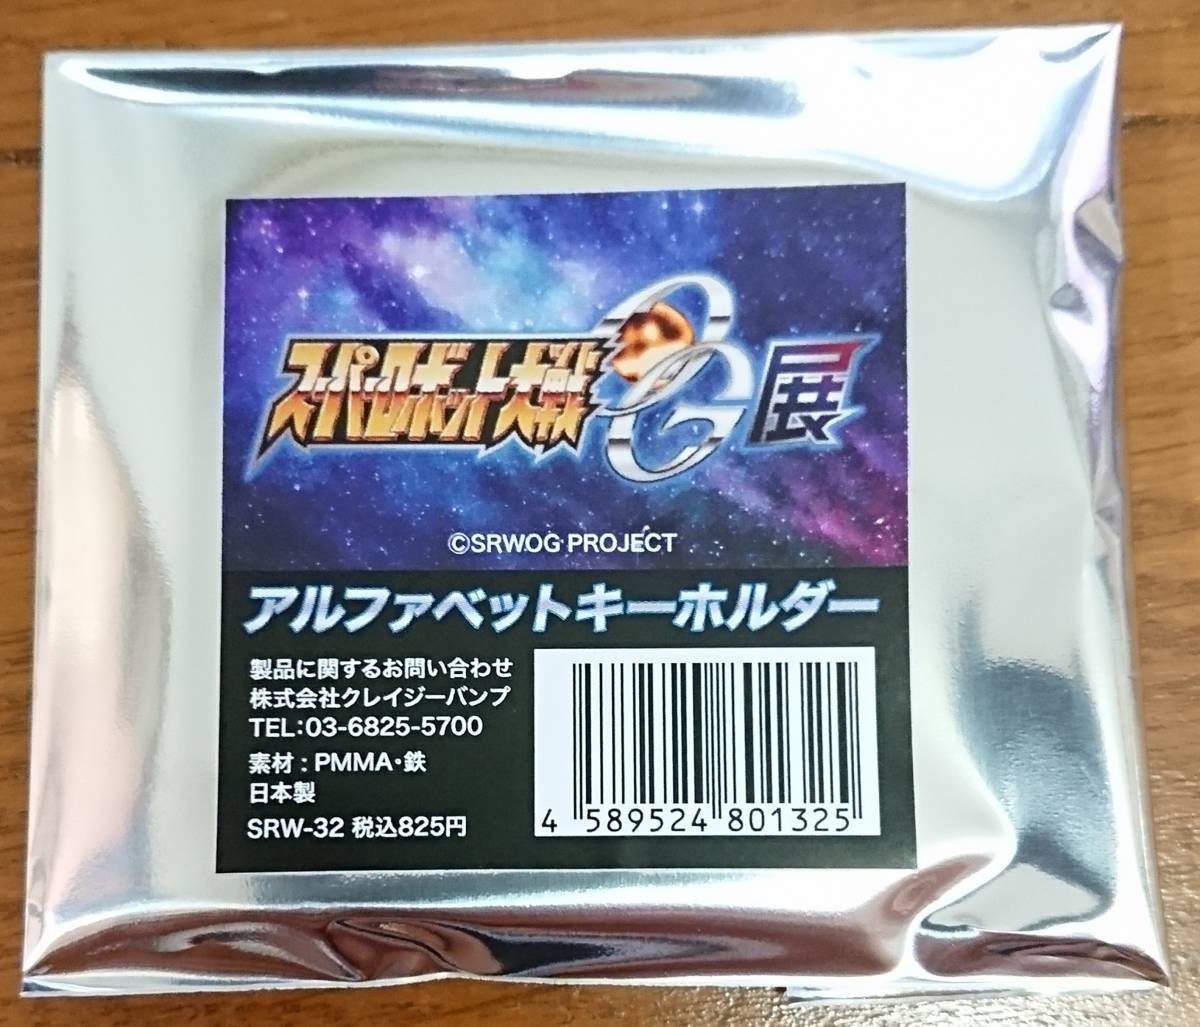 スーパーロボット大戦OG展
©SRWOG PROJECT
アルファベットキーホルダー
製品に関するお問い合わせ
株式会社クレイジーバンプ
TEL:03-6825-5700
素材：PMMA・鉄
日本製
SRW-32 税込825円
4 589524 801325